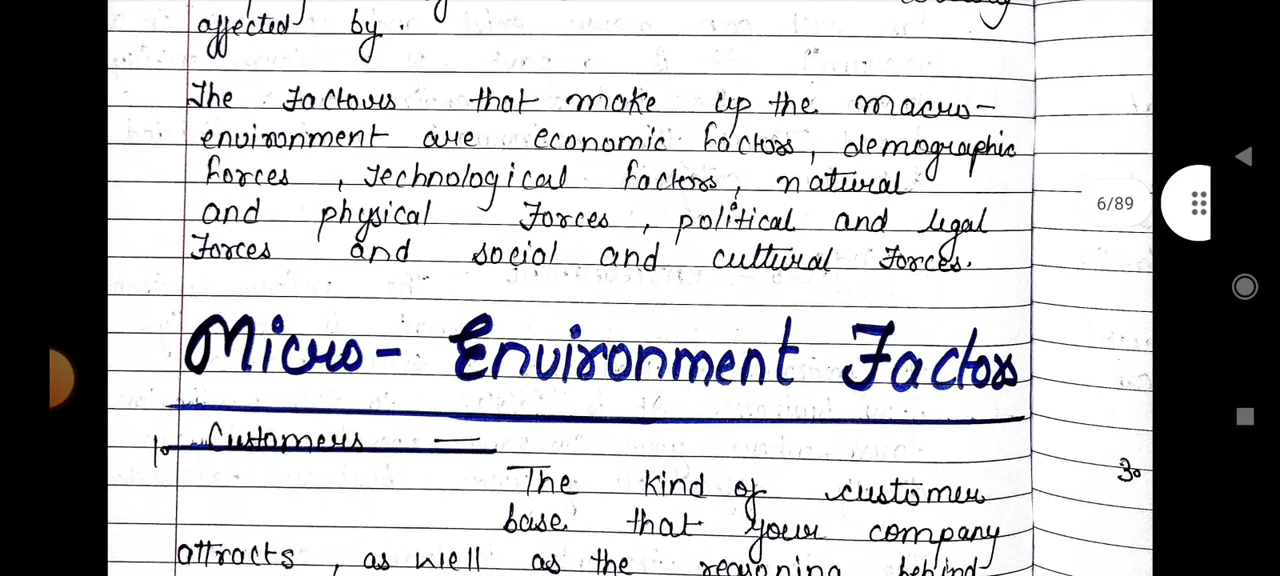 affected by.
The Factors that make up the macro-
environment are economic factors, demographic
forces, Technological factors, natural
and physical Forces, political and legal
Forces and social and cultural Forces.
6/89
Micro- Environment Factors
1. Customers —
The kind of customer
base that your company
attracts, as well as the reasoning behind